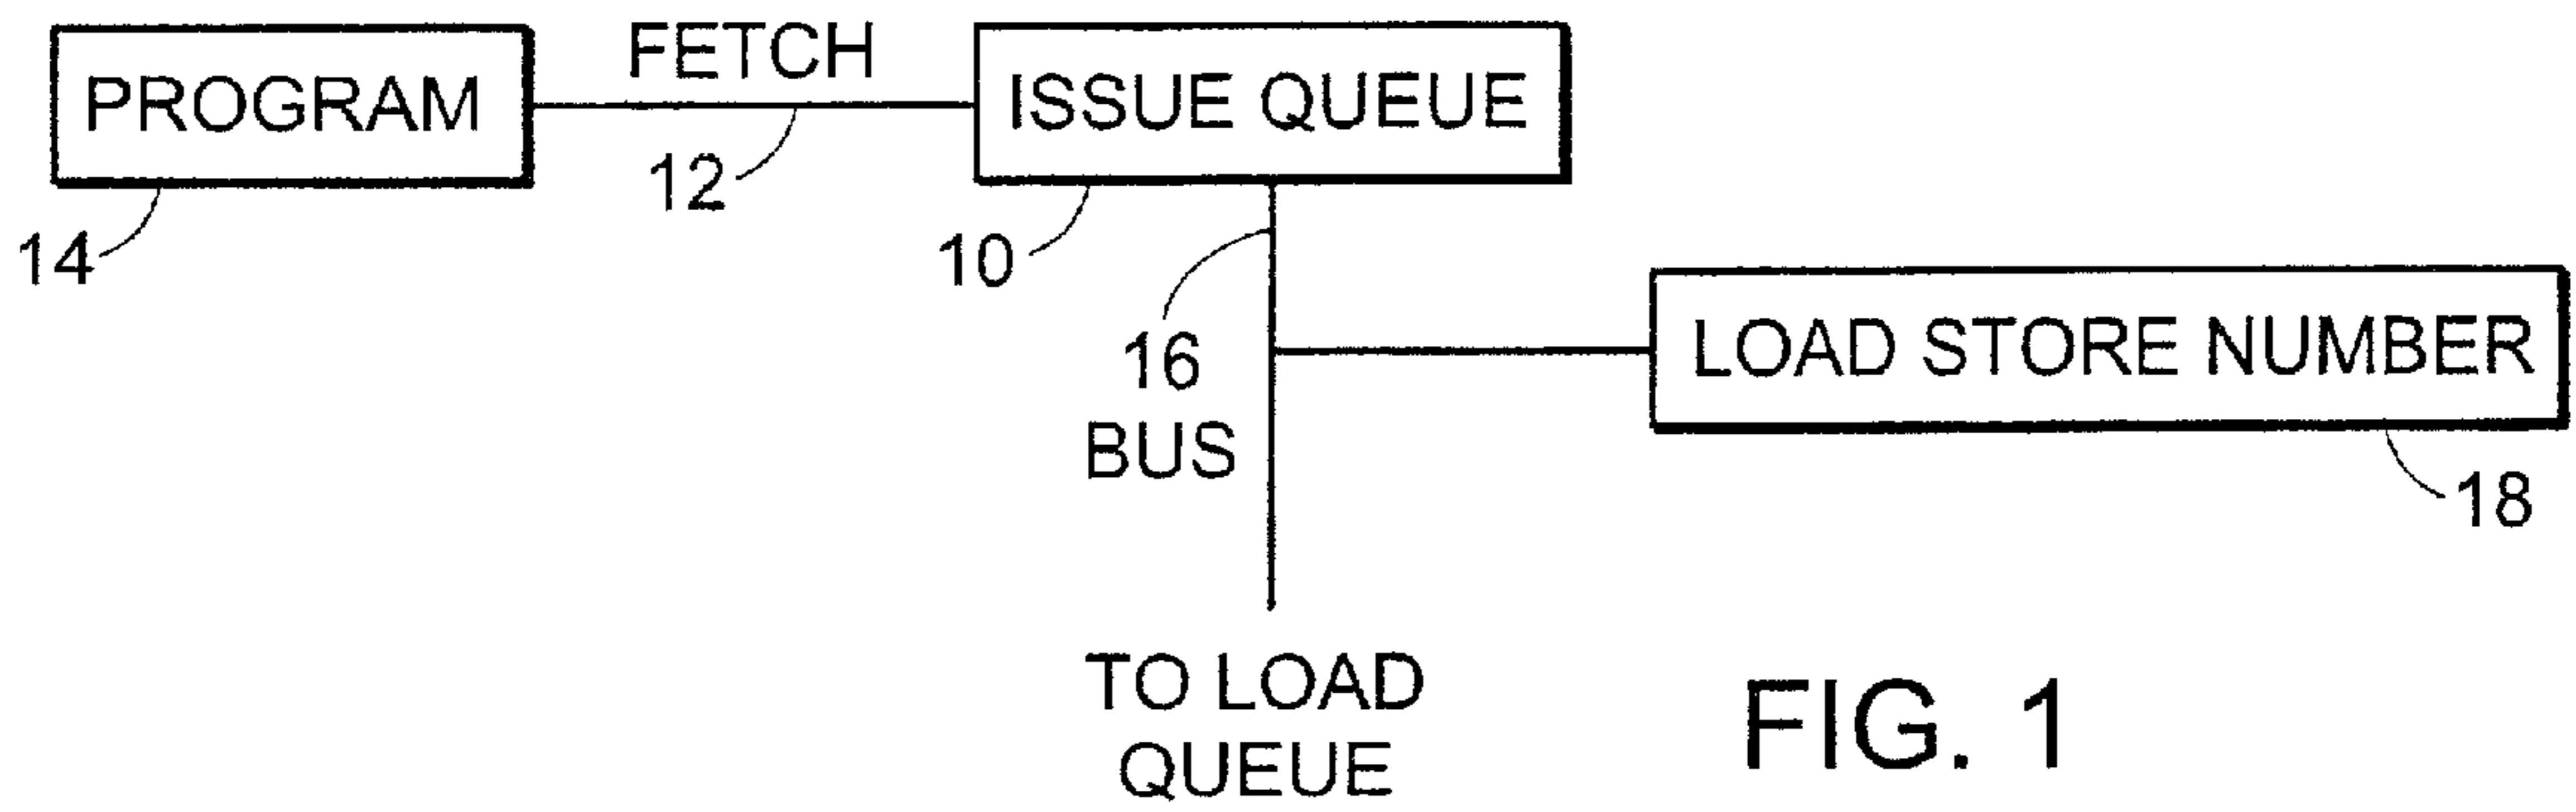 PROGRAM
FETCH
ISSUE QUEUE
12
14
10
16
BUS
LOAD STORE NUMBER
18
TO LOAD
QUEUE
FIG. 1